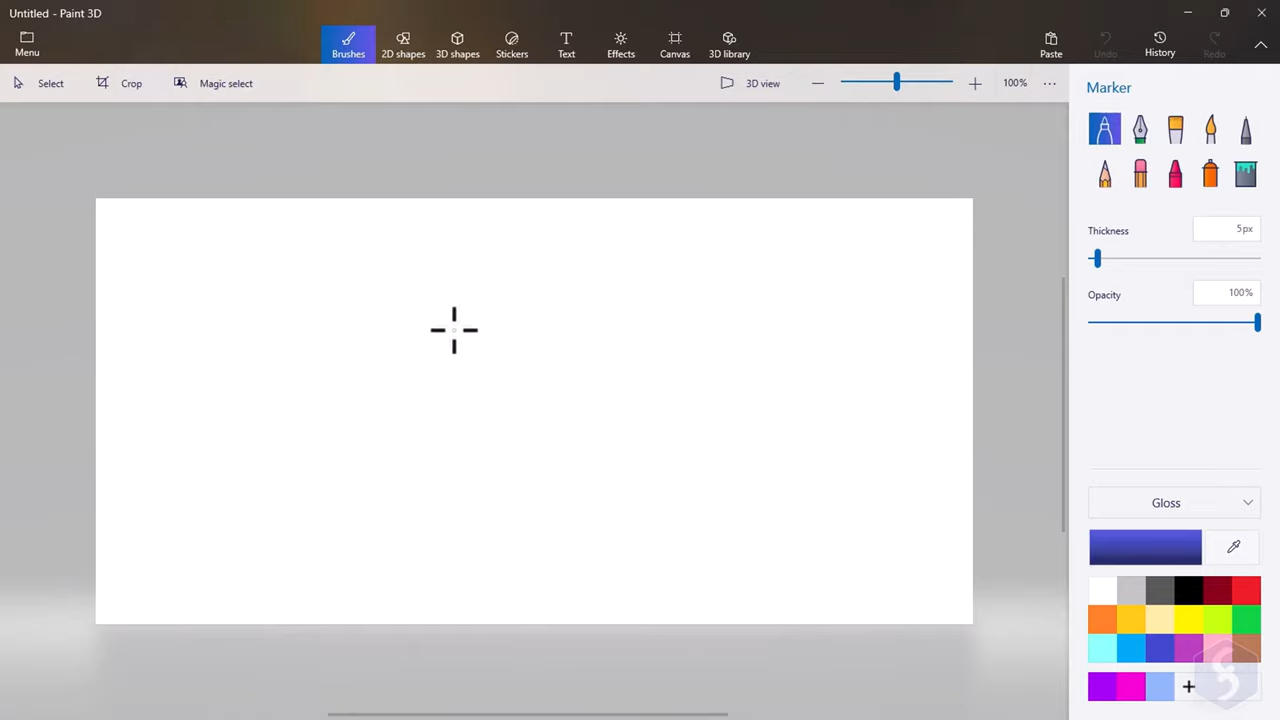 Untitled - Paint 3D
Menu
Brushes
2D shapes
3D shapes
Stickers
Text
Effects
Canvas
3D library
Paste
Undo
History
Redo
Select
Crop
Magic select
3D view
100%
Marker
Thickness
5px
Opacity
100%
Gloss